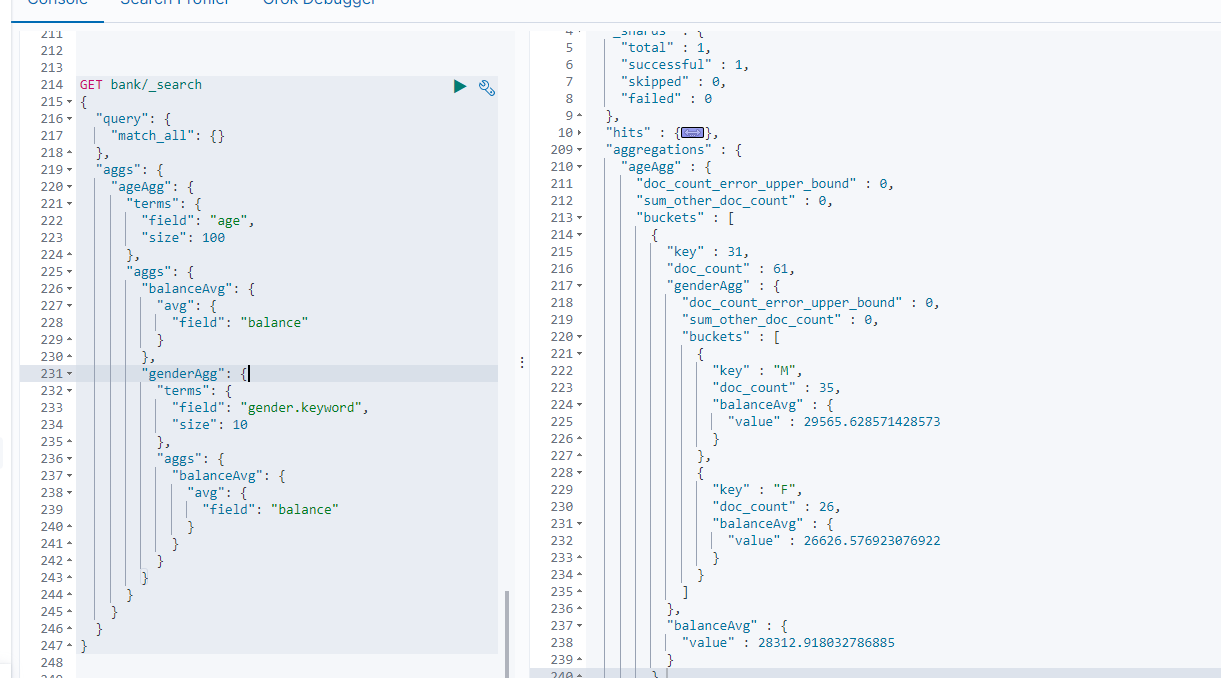 Console Search Profiler Grok Debugger
211
212
213
214 GET bank/_search
215 {
216 "query": {
217 "match_all": {}
218 },
219 "aggs": {
220 "ageAgg": {
221 "terms": {
222 "field": "age",
223 "size": 100
224 },
225 "aggs": {
226 "balanceAvg": {
227 "avg": {
228 "field": "balance"
229 }
230 },
231 "genderAgg": {
232 "terms": {
233 "field": "gender.keyword",
234 "size": 10
235 },
236 "aggs": {
237 "balanceAvg": {
238 "avg": {
239 "field": "balance"
240 }
241 }
242 }
243 }
244 }
245 }
246 }
247 }
248
249
4 "_shards" : {
5 "total" : 1,
6 "successful" : 1,
7 "skipped" : 0,
8 "failed" : 0
9 },
10 "hits" : {},
209 "aggregations" : {
210 "ageAgg" : {
211 "doc_count_error_upper_bound" : 0,
212 "sum_other_doc_count" : 0,
213 "buckets" : [
214 {
215 "key" : 31,
216 "doc_count" : 61,
217 "genderAgg" : {
218 "doc_count_error_upper_bound" : 0,
219 "sum_other_doc_count" : 0,
220 "buckets" : [
221 {
222 "key" : "M",
223 "doc_count" : 35,
224 "balanceAvg" : {
225 "value" : 29565.628571428573
226 }
227 },
228 {
229 "key" : "F",
230 "doc_count" : 26,
231 "balanceAvg" : {
232 "value" : 26626.576923076922
233 }
234 }
235 ]
236 },
237 "balanceAvg" : {
238 "value" : 28312.918032786885
239 }
240 }